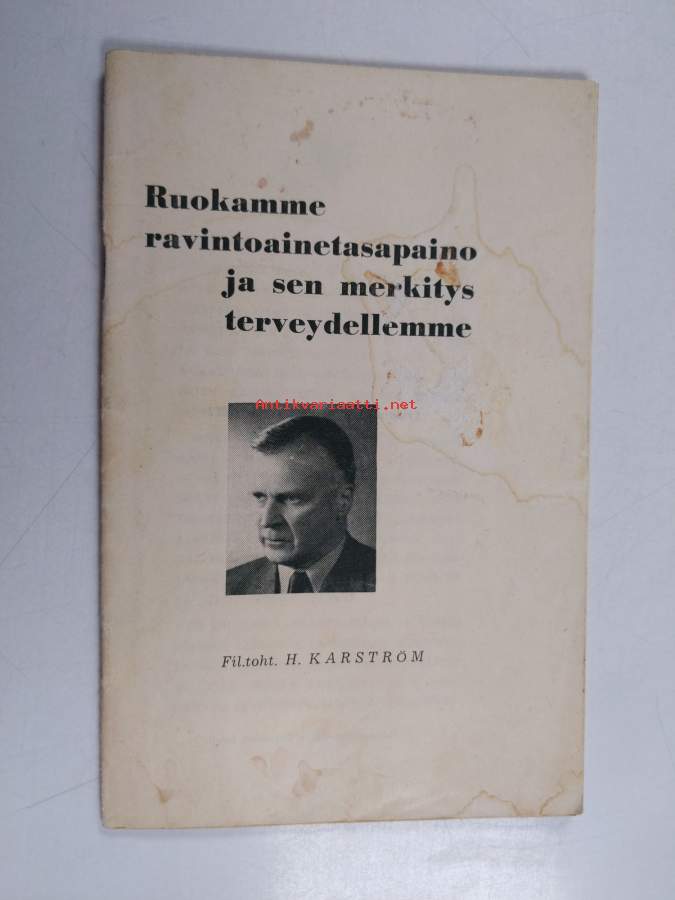 Ruokamme
ravintoainetasapaino
ja sen merkitys
terveydellemme
Antikvariaatti.net
Fil.toht. H. KARSTRÖM